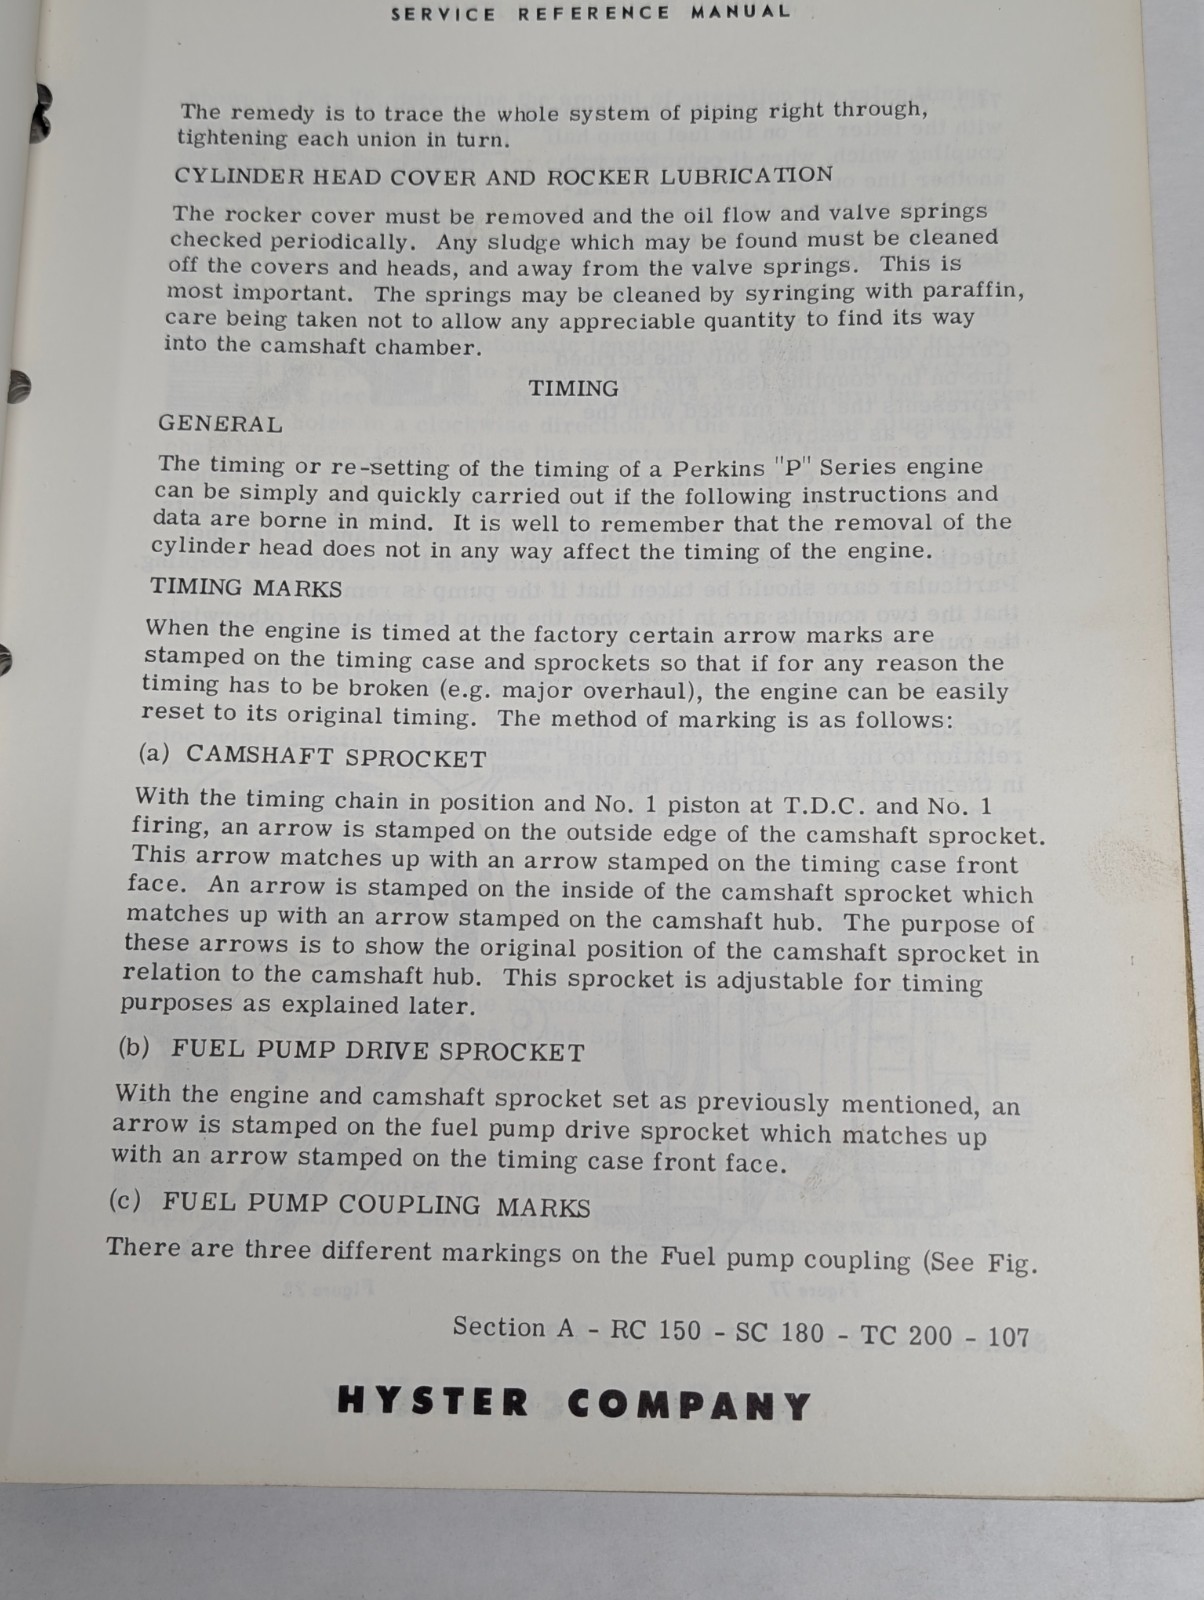 SERVICE REFERENCE MANUAL
The remedy is to trace the whole system of piping right through,
tightening each union in turn.
CYLINDER HEAD COVER AND ROCKER LUBRICATION
The rocker cover must be removed and the oil flow and valve springs
checked periodically. Any sludge which may be found must be cleaned
off the covers and heads, and away from the valve springs. This is
most important. The springs may be cleaned by syringing with paraffin,
care being taken not to allow any appreciable quantity to find its way
into the camshaft chamber.
TIMING
GENERAL
The timing or re-setting of the timing of a Perkins "P" Series engine
can be simply and quickly carried out if the following instructions and
data are borne in mind. It is well to remember that the removal of the
cylinder head does not in any way affect the timing of the engine.
TIMING MARKS
When the engine is timed at the factory certain arrow marks are
stamped on the timing case and sprockets so that if for any reason the
timing has to be broken (e.g. major overhaul), the engine can be easily
reset to its original timing. The method of marking is as follows:
(a) CAMSHAFT SPROCKET
With the timing chain in position and No. 1 piston at T.D.C. and No. 1
firing, an arrow is stamped on the outside edge of the camshaft sprocket.
This arrow matches up with an arrow stamped on the timing case front
face. An arrow is stamped on the inside of the camshaft sprocket which
matches up with an arrow stamped on the camshaft hub. The purpose of
these arrows is to show the original position of the camshaft sprocket in
relation to the camshaft hub. This sprocket is adjustable for timing
purposes as explained later.
(b) FUEL PUMP DRIVE SPROCKET
With the engine and camshaft sprocket set as previously mentioned, an
arrow is stamped on the fuel pump drive sprocket which matches up
with an arrow stamped on the timing case front face.
(c) FUEL PUMP COUPLING MARKS
There are three different markings on the Fuel pump coupling (See Fig.
Section A - RC 150 - SC 180 - TC 200 - 107
HYSTER COMPANY